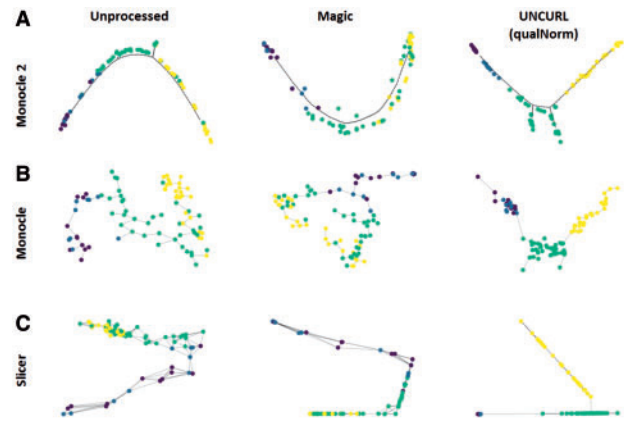 Unprocessed
Magic
UNCURL
(qualNorm)
A
Monocle 2
B
Monocle
C
Slicer